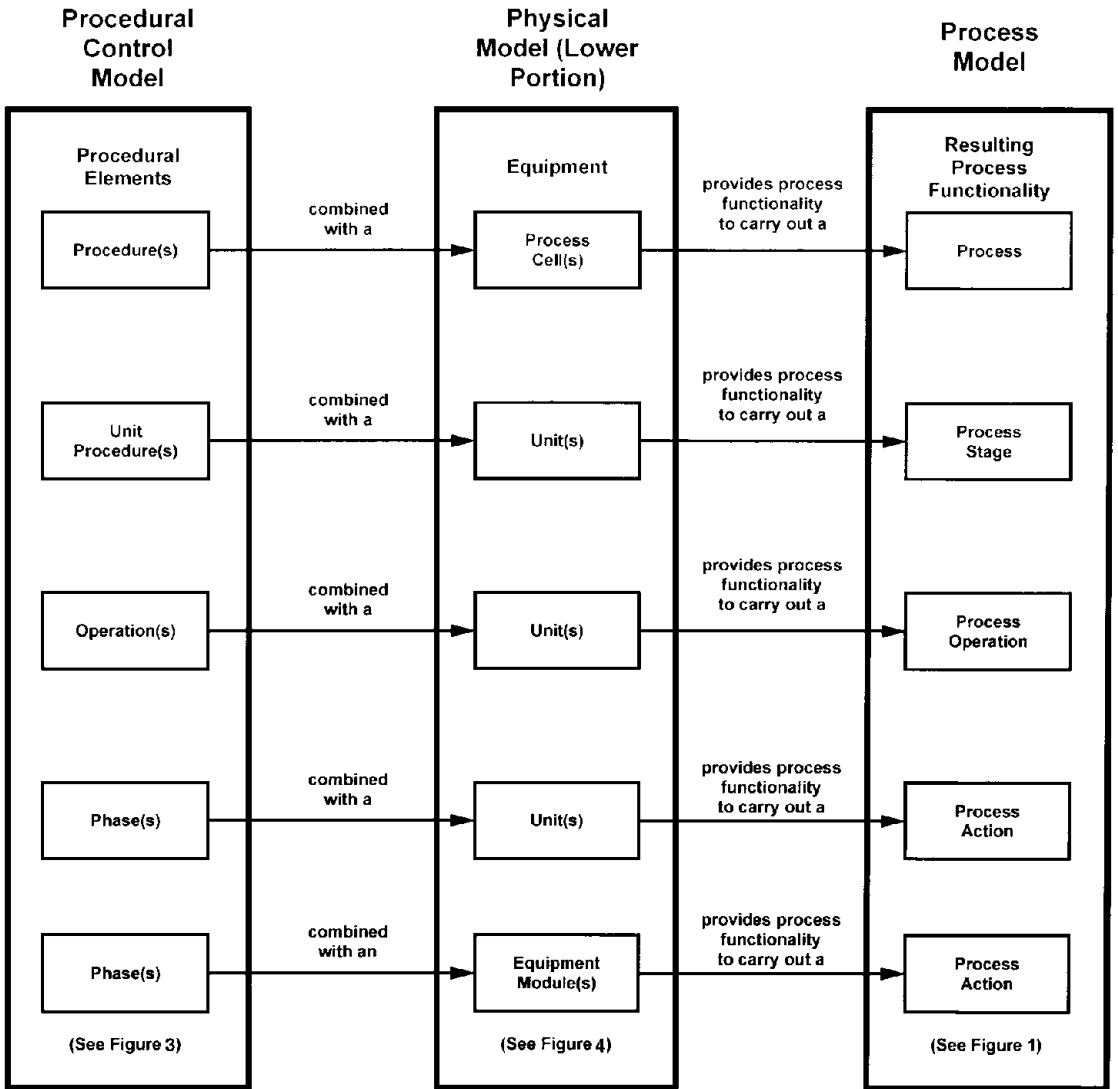 Procedural
Control
Model
Physical
Model (Lower
Portion)
Process
Model
Procedural
Elements
Equipment
Resulting
Process
Functionality
Procedure(s)
combined
with a
Process
Cell(s)
provides process
functionality
to carry out a
Process
Unit
Procedure(s)
combined
with a
Unit(s)
provides process
functionality
to carry out a
Process
Stage
Operation(s)
combined
with a
Unit(s)
provides process
functionality
to carry out a
Process
Operation
Phase(s)
combined
with a
Unit(s)
provides process
functionality
to carry out a
Process
Action
Phase(s)
combined
with an
Equipment
Module(s)
provides process
functionality
to carry out a
Process
Action
(See Figure 3)
(See Figure 4)
(See Figure 1)